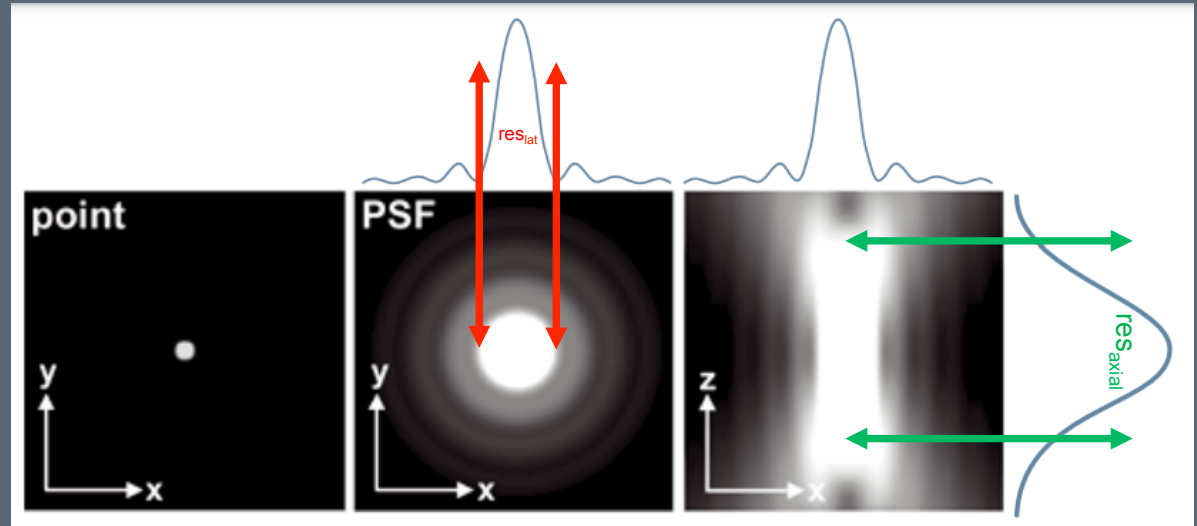 res_lat
point
PSF
y
x
y
x
z
x
res_axial